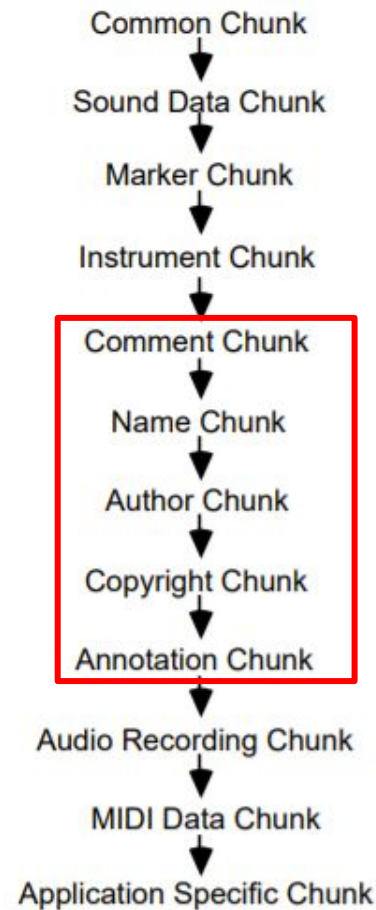 Common Chunk
Sound Data Chunk
Marker Chunk
Instrument Chunk
Comment Chunk
Name Chunk
Author Chunk
Copyright Chunk
Annotation Chunk
Audio Recording Chunk
MIDI Data Chunk
Application Specific Chunk